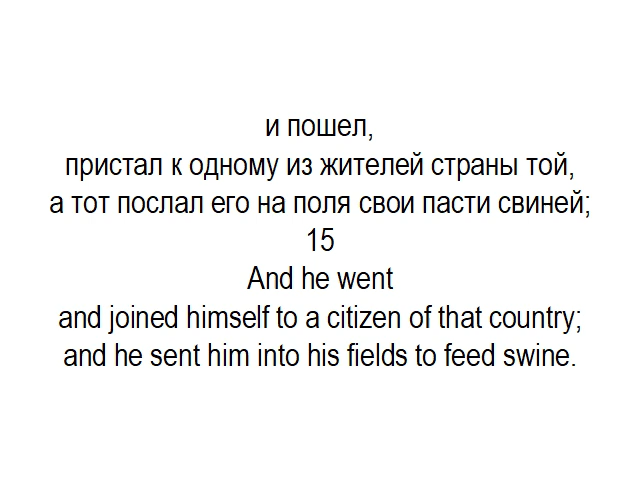 и пошел,
пристал к одному из жителей страны той,
а тот послал его на поля свои пасти свиней;
15
And he went
and joined himself to a citizen of that country;
and he sent him into his fields to feed swine.